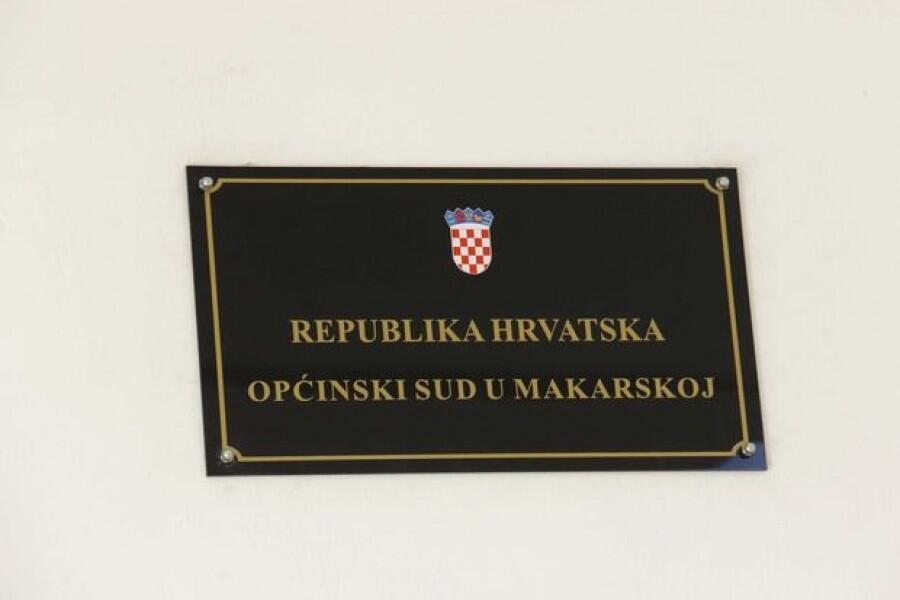 REPUBLIKA HRVATSKA
OPĆINSKI SUD U MAKARSKOJ